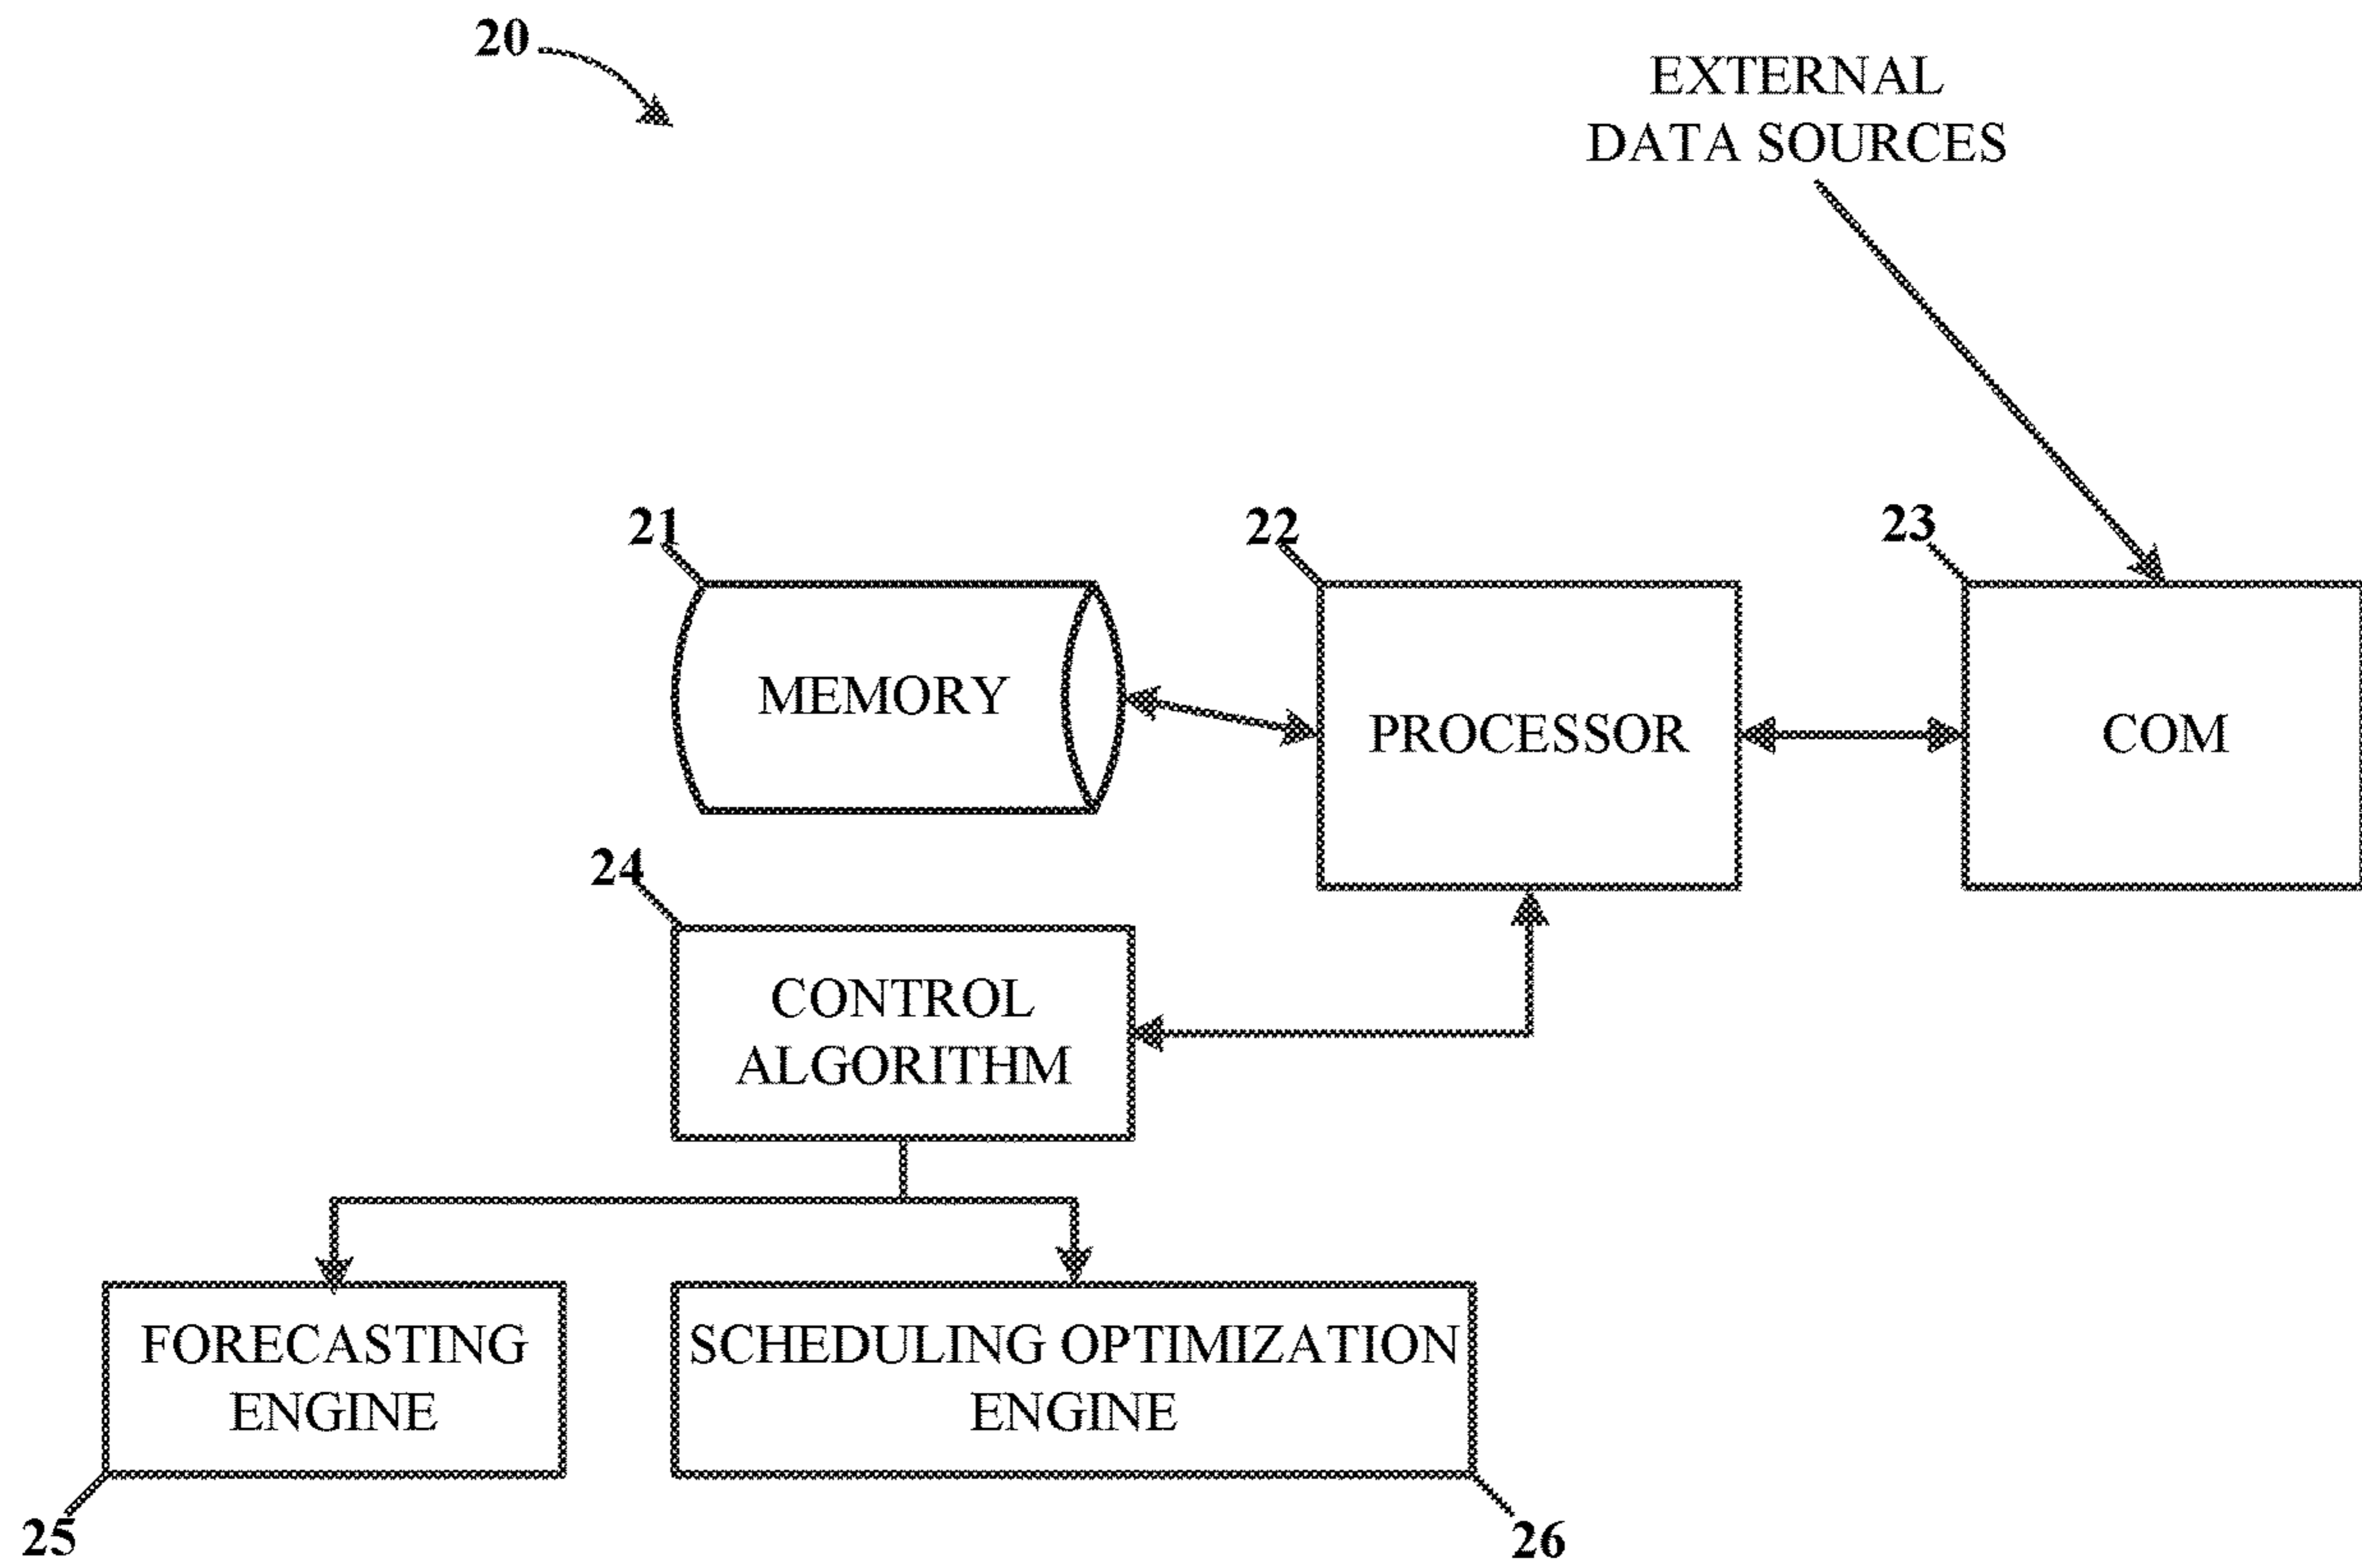 20
EXTERNAL
DATA SOURCES
21
22
23
MEMORY
PROCESSOR
COM
24
CONTROL
ALGORITHM
FORECASTING
ENGINE
SCHEDULING OPTIMIZATION
ENGINE
25
26